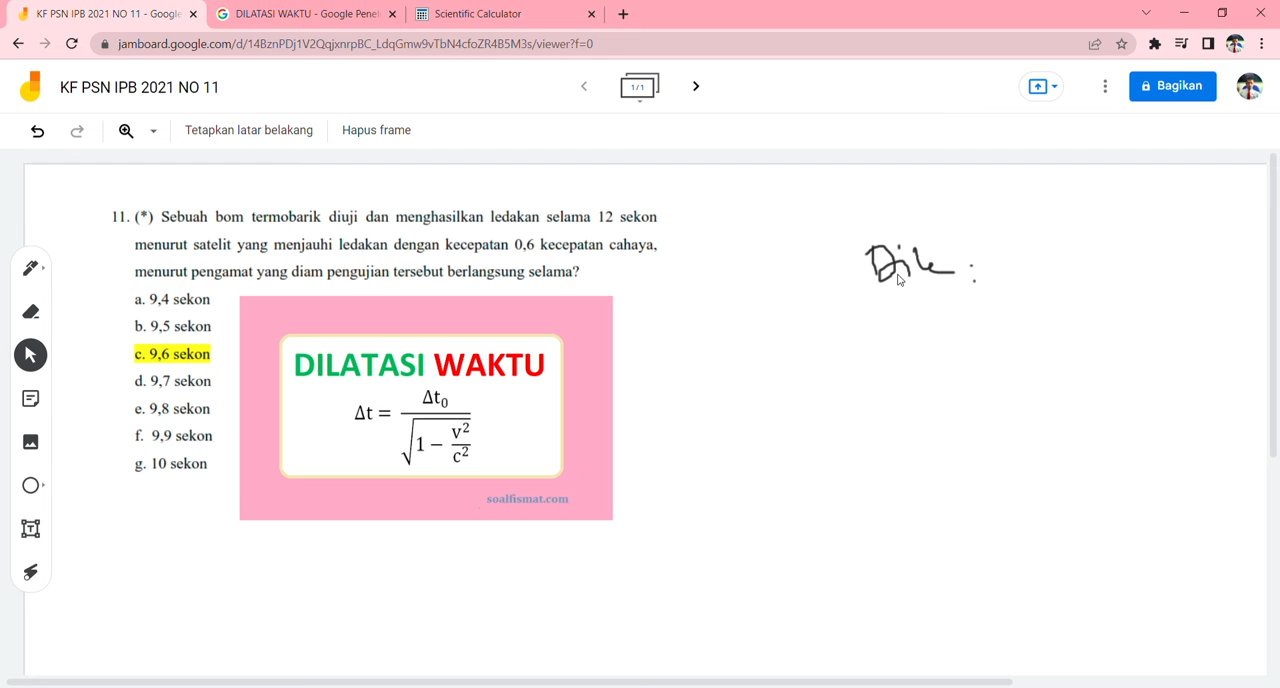 KF PSN IPB 2021 NO 11 - Google
DILATASI WAKTU - Google Penel
Scientific Calculator
jamboard.google.com/d/14BznPDj1V2QqjxnrpBC_LdqGmw9vTbN4cfoZR4B5M3s/viewer?f=0
KF PSN IPB 2021 NO 11
1/1
Bagikan
Tetapkan latar belakang
Hapus frame
11. (*) Sebuah bom termobarik diuji dan menghasilkan ledakan selama 12 sekon
menurut satelit yang menjauhi ledakan dengan kecepatan 0,6 kecepatan cahaya,
menurut pengamat yang diam pengujian tersebut berlangsung selama?
a. 9,4 sekon
b. 9,5 sekon
c. 9,6 sekon
d. 9,7 sekon
e. 9,8 sekon
f. 9,9 sekon
g. 10 sekon
DILATASI WAKTU
Δt = Δt₀ / √(1 − v²/c²)
soalfismat.com
Dik :